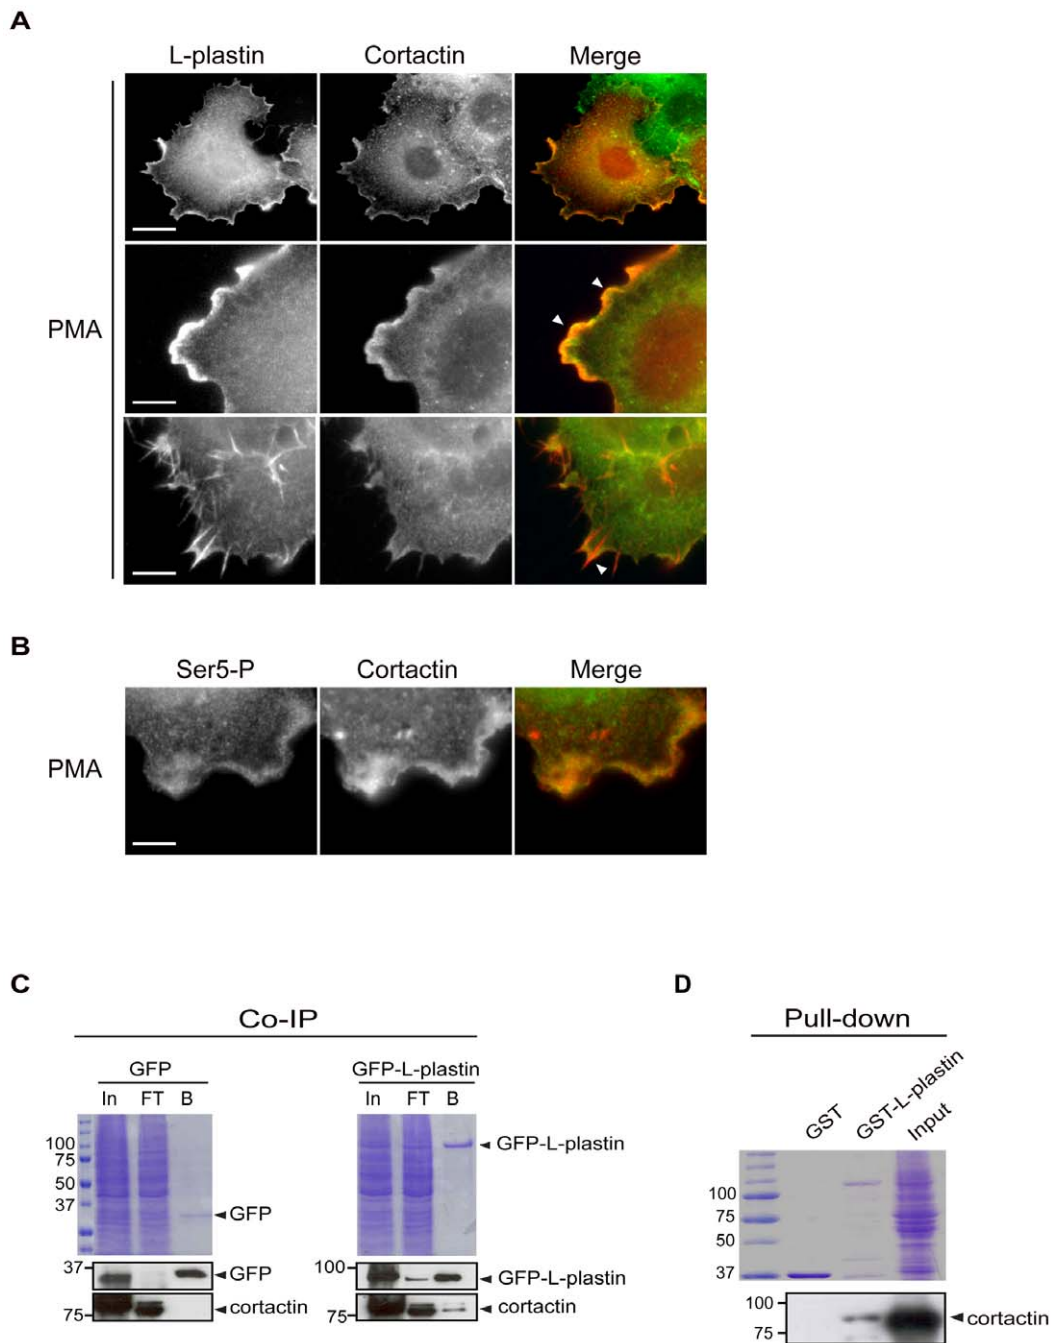 A
L-plastin Cortactin Merge
PMA
B
Ser5-P Cortactin Merge
PMA
C
Co-IP
GFP GFP-L-plastin
In FT B In FT B
100
75
50
37
GFP-L-plastin
GFP
37 GFP 100 GFP-L-plastin
75 cortactin 75 cortactin
D
Pull-down
GST GST-L-plastin Input
100
75
50
37
100
75
cortactin